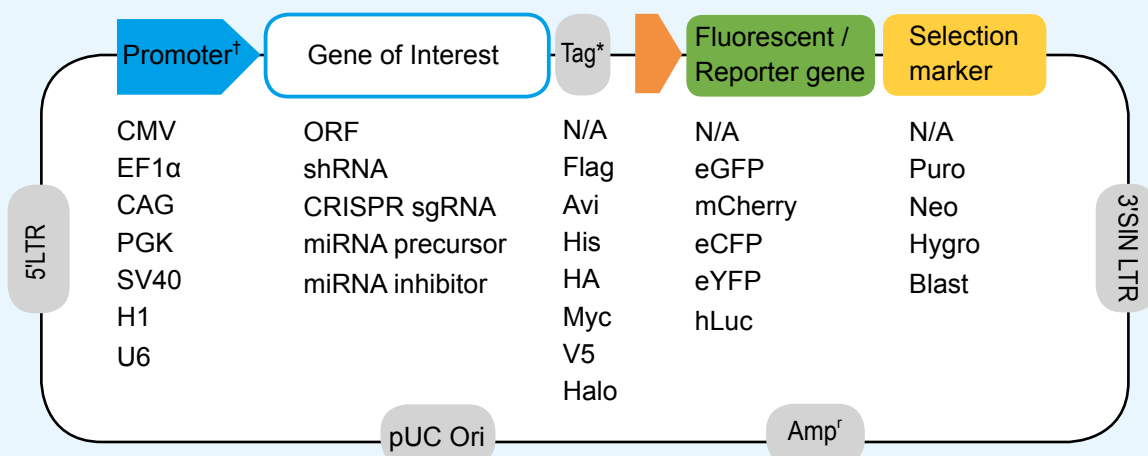 Promoter†
Gene of Interest
Tag*
Fluorescent /
Reporter gene
Selection
marker
CMV
EF1α
CAG
PGK
SV40
H1
U6
ORF
shRNA
CRISPR sgRNA
miRNA precursor
miRNA inhibitor
N/A
Flag
Avi
His
HA
Myc
V5
Halo
N/A
eGFP
mCherry
eCFP
eYFP
hLuc
N/A
Puro
Neo
Hygro
Blast
5'LTR
3'SIN LTR
pUC Ori
Ampʳ